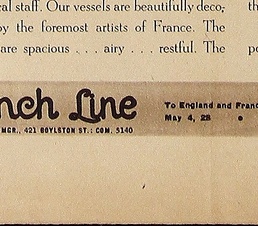 al staff. Our vessels are beautifully deco-
by the foremost artists of France. The
are spacious . . . airy . . . restful. The
th
nch Line
MGR., 421 BOYLSTON ST.: COM. 5140
To England and Franc
May 4, 28 •